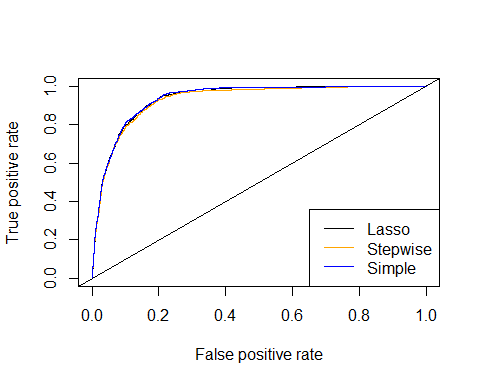 True positive rate
1.0
0.8
0.6
0.4
0.2
0.0
Lasso
Stepwise
Simple
0.0 0.2 0.4 0.6 0.8 1.0
False positive rate